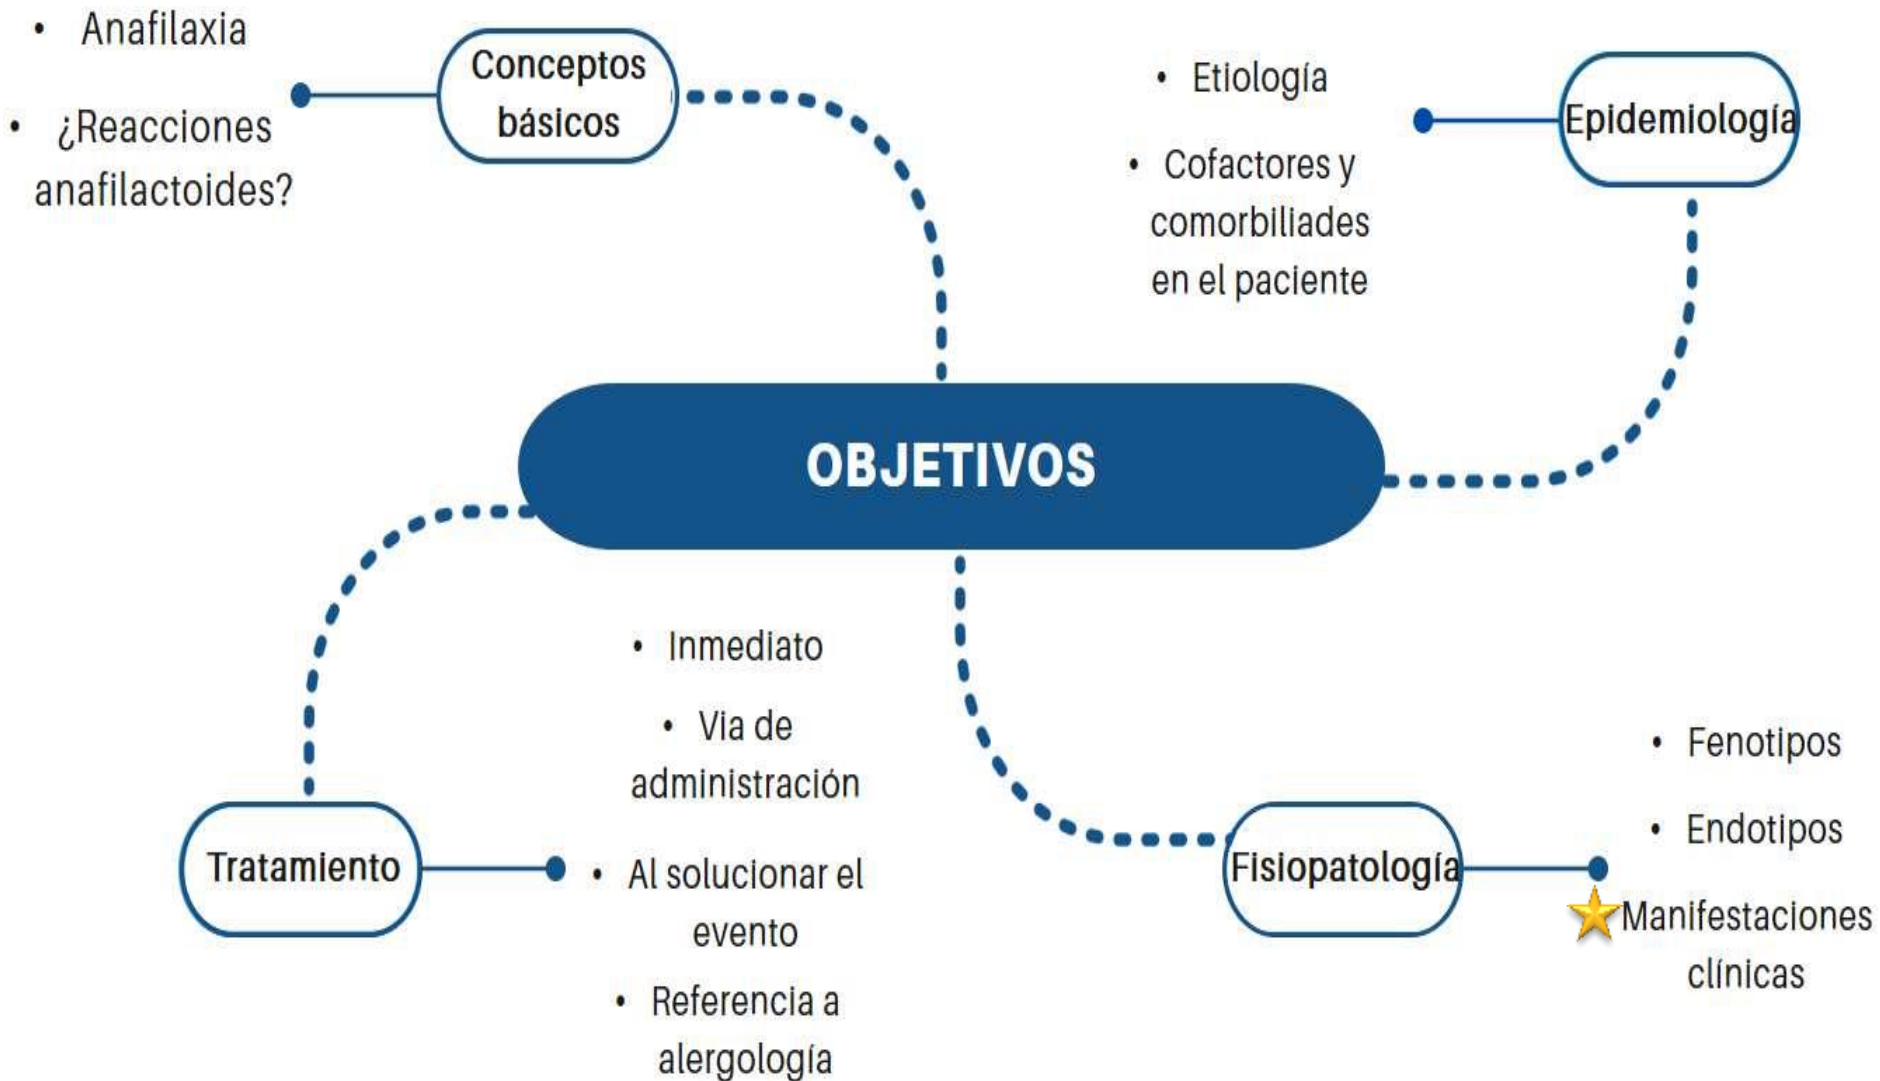 • Anafilaxia
• ¿Reacciones
anafilactoides?
Conceptos
básicos
• Etiología
• Cofactores y
comorbiliades
en el paciente
Epidemiología
OBJETIVOS
• Inmediato
• Via de
administración
• Al solucionar el
evento
• Referencia a
alergología
Tratamiento
Fisiopatología
• Fenotipos
• Endotipos
Manifestaciones
clínicas